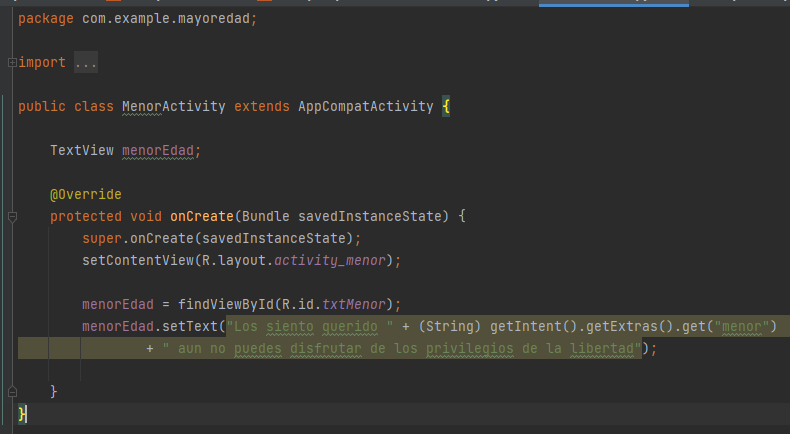 package com.example.mayoredad;
import ...
public class MenorActivity extends AppCompatActivity {
TextView menorEdad;
@Override
protected void onCreate(Bundle savedInstanceState) {
super.onCreate(savedInstanceState);
setContentView(R.layout.activity_menor);
menorEdad = findViewById(R.id.txtMenor);
menorEdad.setText("Los siento querido " + (String) getIntent().getExtras().get("menor")
+ " aun no puedes disfrutar de los privilegios de la libertad");
}
}